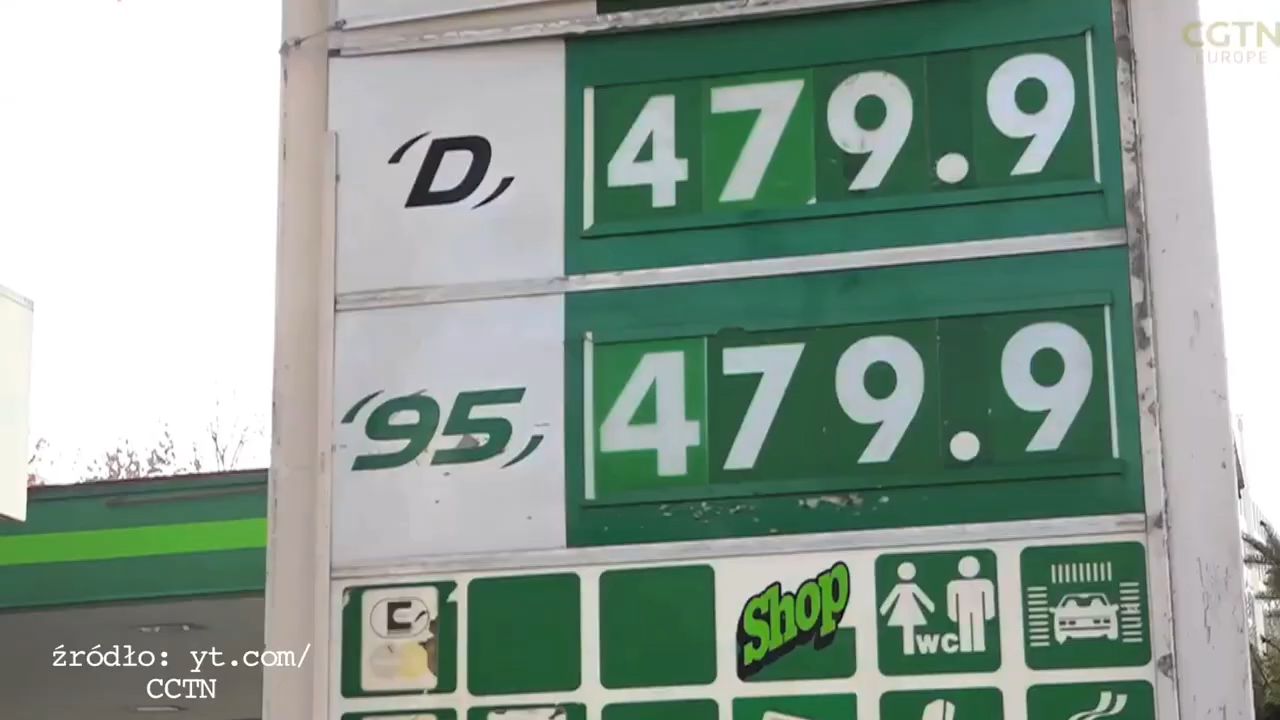 CGTN
EUROPE
D 479.9
95 479.9
Shop
WC
źródło: yt.com/
CCTN